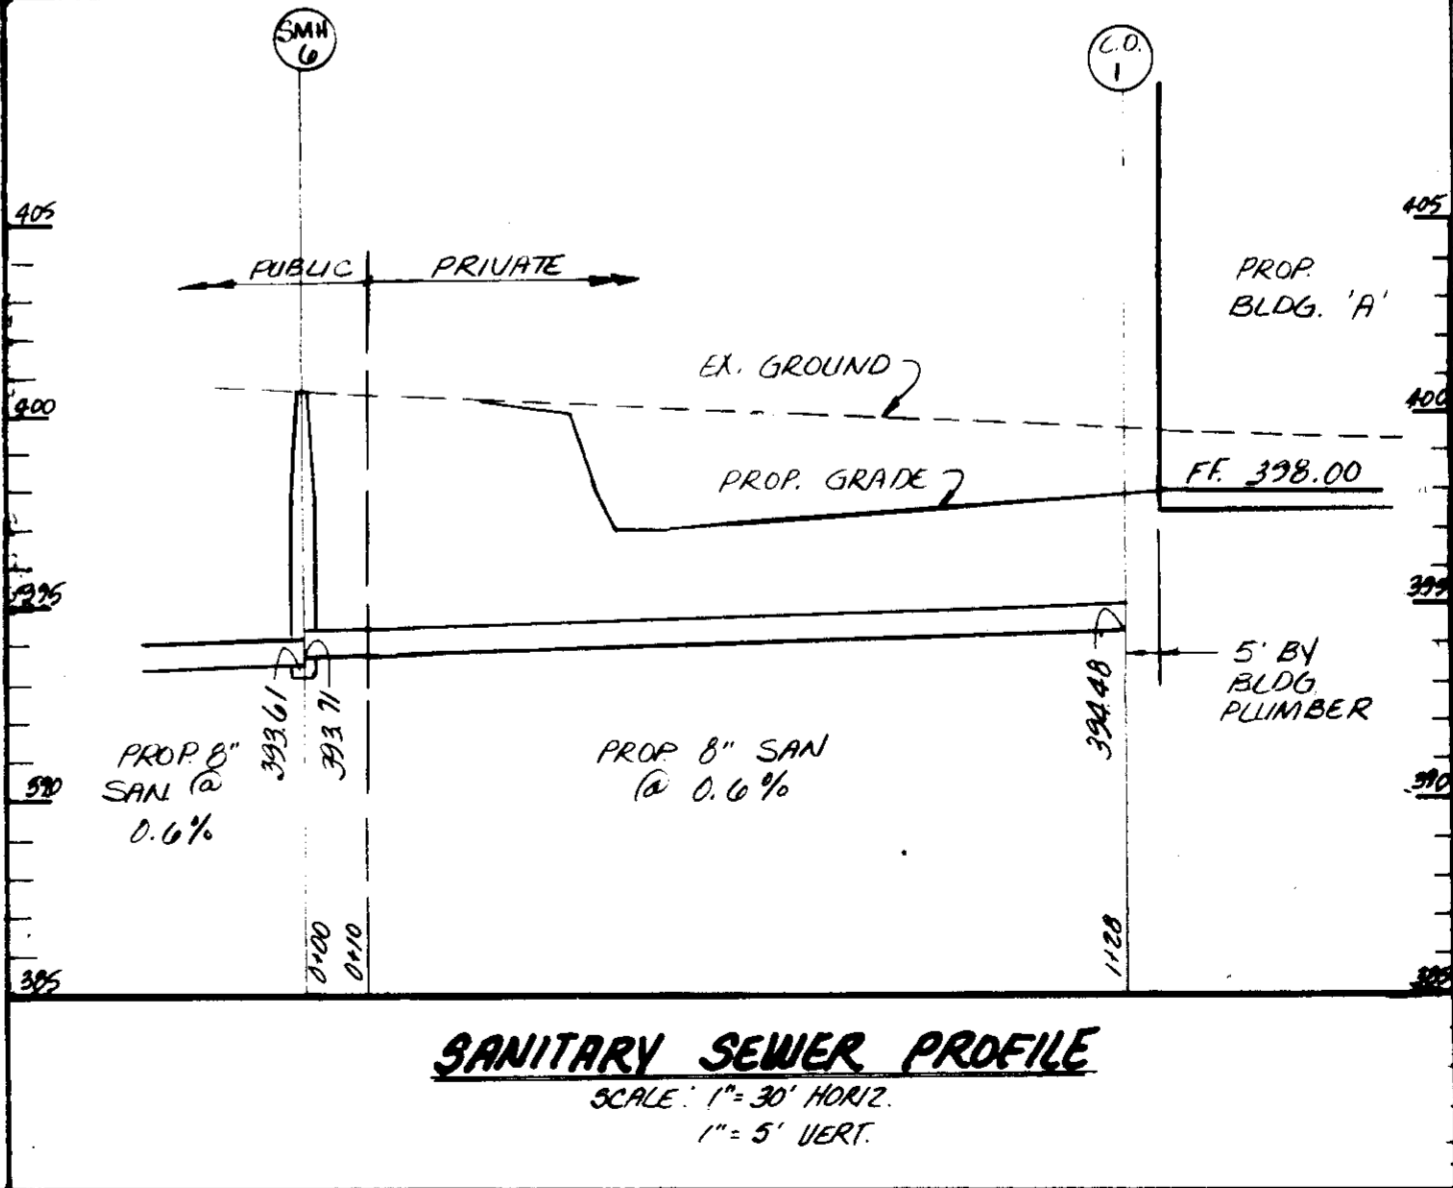 SMH
6
C.O.
1
405
405
PUBLIC
PRIVATE
PROP.
BLDG. 'A'
EX. GROUND
400
400
PROP. GRADE
FF. 398.00
395
395
5' BY
BLDG.
PLUMBER
393.61
393.71
394.48
PROP. 8"
SAN. @
0.6%
PROP. 8" SAN
@ 0.6%
390
390
0+00
0+10
1+28
385
385
SANITARY SEWER PROFILE
SCALE: 1"= 30' HORIZ.
1"= 5' VERT.